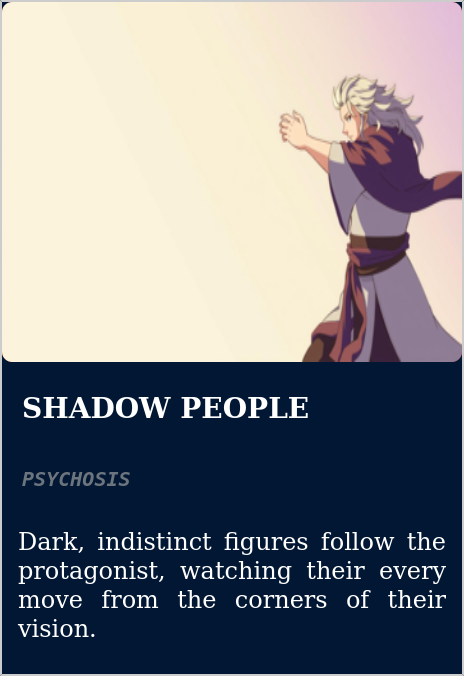 SHADOW PEOPLE
PSYCHOSIS
Dark, indistinct figures follow the
protagonist, watching their every
move from the corners of their
vision.